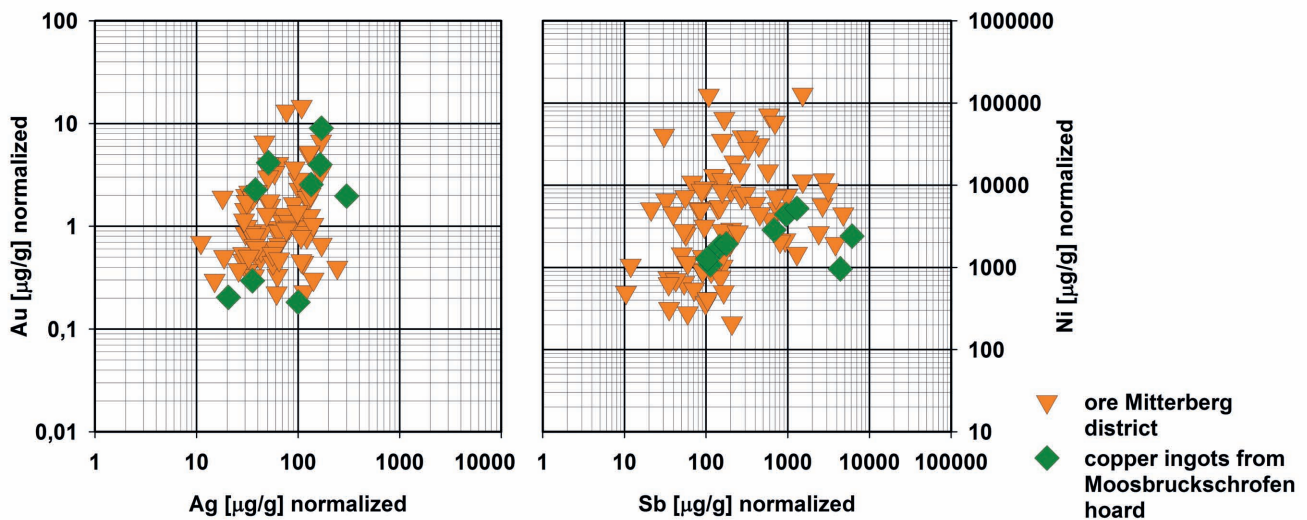 100
10
1
0,1
0,01
Au [µg/g] normalized
1 10 100 1000 10000
Ag [µg/g] normalized
1000000
100000
10000
1000
100
10
Ni [µg/g] normalized
1 10 100 1000 10000 100000
Sb [µg/g] normalized
ore Mitterberg
district
copper ingots from
Moosbruckschrofen
hoard